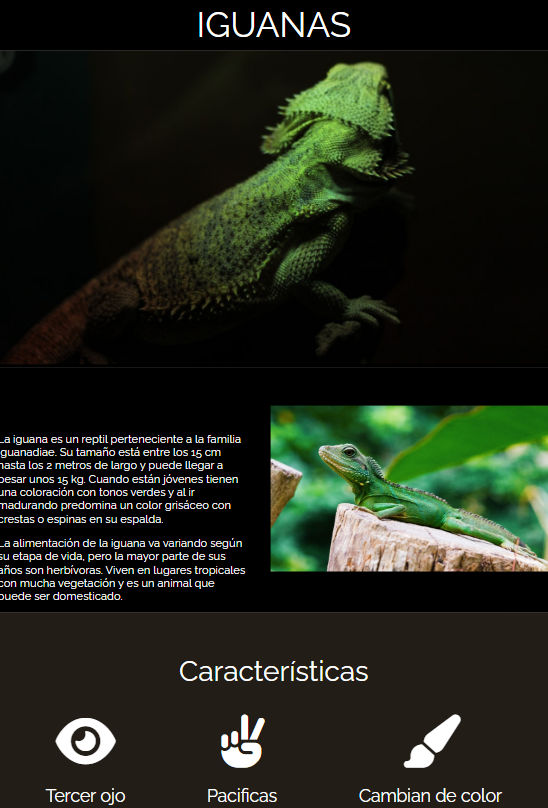 IGUANAS
La iguana es un reptil perteneciente a la familia
Iguanadiae. Su tamaño está entre los 15 cm
hasta los 2 metros de largo y puede llegar a
pesar unos 15 kg. Cuando están jóvenes tienen
una coloración con tonos verdes y al ir
madurando predomina un color grisáceo con
crestas o espinas en su espalda.
La alimentación de la iguana va variando según
su etapa de vida, pero la mayor parte de sus
años son herbívoras. Viven en lugares tropicales
con mucha vegetación y es un animal que
puede ser domesticado.
Características
Tercer ojo
Pacificas
Cambian de color